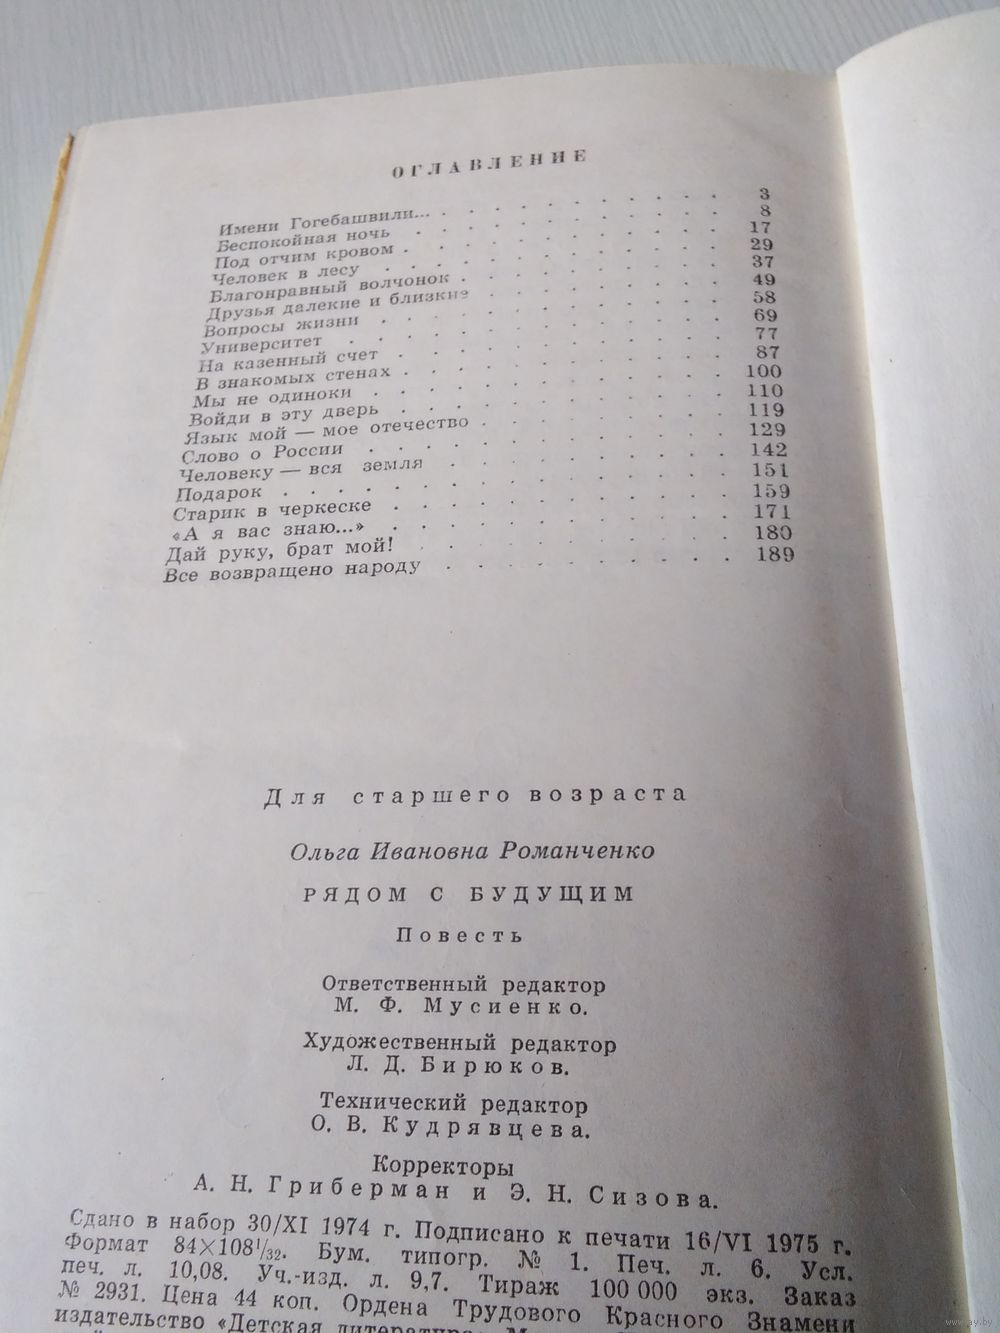 ОГЛАВЛЕНИЕ
Имени Гогебашвили... 3
Беспокойная ночь 8
Под отчим кровом 17
Человек в лесу 29
Благонравный волчонок 37
Друзья далекие и близкие 49
Вопросы жизни 58
Университет 69
На казенный счет 77
В знакомых стенах 87
Мы не одиноки 100
Войди в эту дверь 110
Язык мой — мое отечество 119
Слово о России 129
Человеку — вся земля 142
Подарок 151
Старик в черкеске 159
«А я вас знаю...» 171
Дай руку, брат мой! 180
Все возвращено народу 189
Для старшего возраста
Ольга Ивановна Романченко
РЯДОМ С БУДУЩИМ
Повесть
Ответственный редактор
М. Ф. Мусиенко.
Художественный редактор
Л. Д. Бирюков.
Технический редактор
О. В. Кудрявцева.
Корректоры
А. Н. Гриберман и Э. Н. Сизова.
Сдано в набор 30/XI 1974 г. Подписано к печати 16/VI 1975 г.
Формат 84×108 1/32. Бум. типогр. № 1. Печ. л. 6. Усл.
печ. л. 10,08. Уч.-изд. л. 9,7. Тираж 100 000 экз. Заказ
№ 2931. Цена 44 коп. Ордена Трудового Красного Знамени
издательство «Детская литература»
www.ay.by